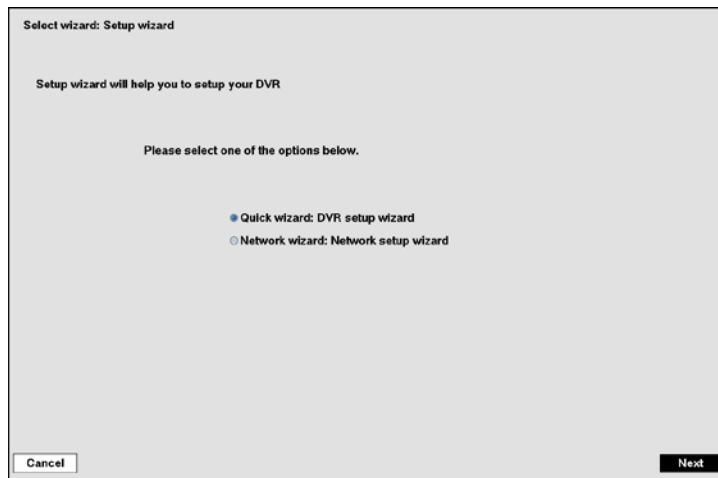 Select wizard: Setup wizard
Setup wizard will help you to setup your DVR
Please select one of the options below.
Quick wizard: DVR setup wizard
Network wizard: Network setup wizard
Cancel
Next